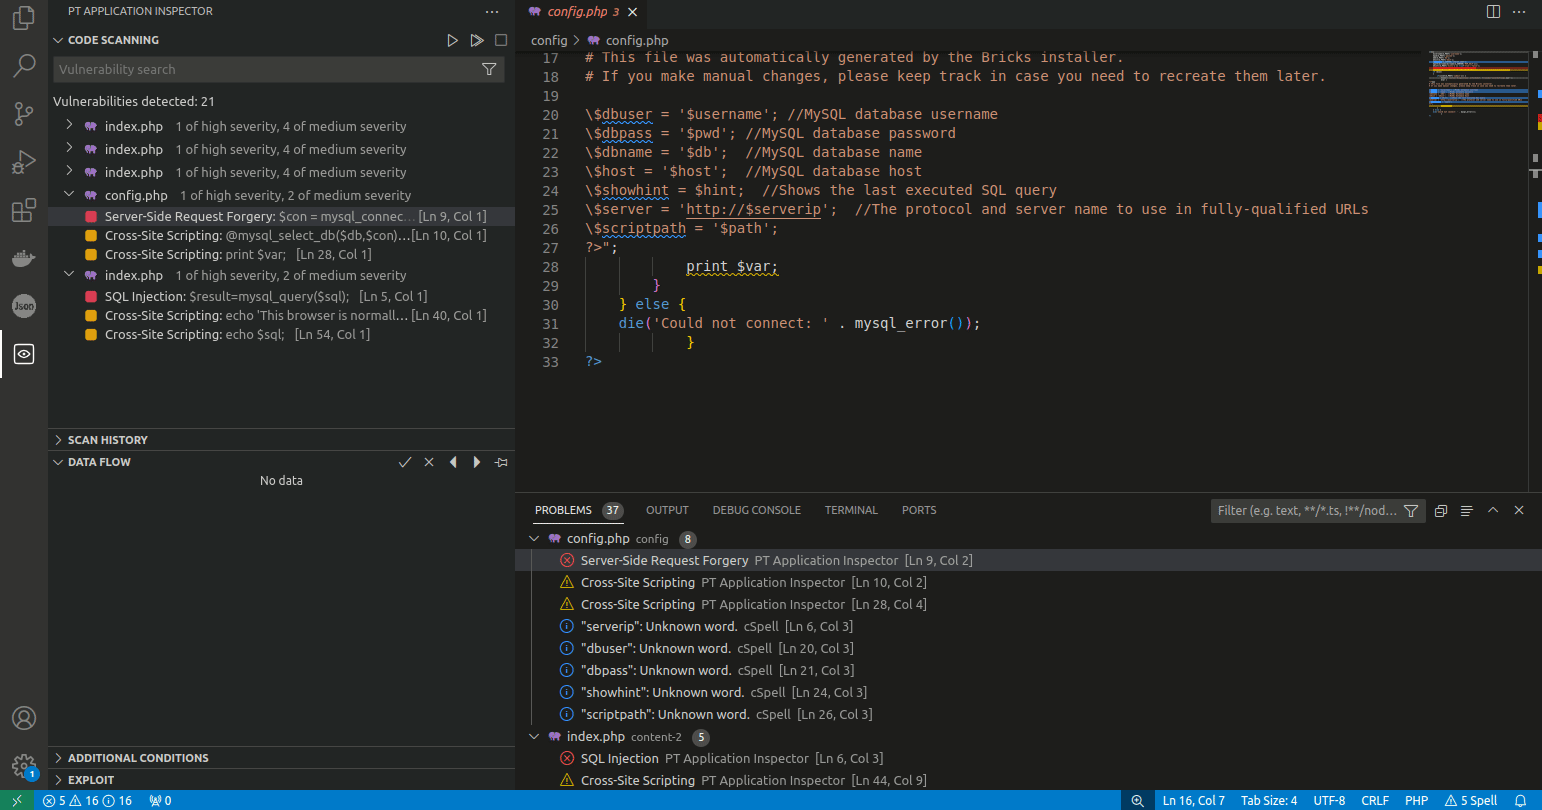 PT APPLICATION INSPECTOR
CODE SCANNING
Vulnerability search
Vulnerabilities detected: 21
index.php 1 of high severity, 4 of medium severity
index.php 1 of high severity, 4 of medium severity
index.php 1 of high severity, 4 of medium severity
config.php 1 of high severity, 2 of medium severity
Server-Side Request Forgery: $con = mysql_connec... [Ln 9, Col 1]
Cross-Site Scripting: @mysql_select_db($db,$con)... [Ln 10, Col 1]
Cross-Site Scripting: print $var; [Ln 28, Col 1]
index.php 1 of high severity, 2 of medium severity
SQL Injection: $result=mysql_query($sql); [Ln 5, Col 1]
Cross-Site Scripting: echo 'This browser is normall... [Ln 40, Col 1]
Cross-Site Scripting: echo $sql; [Ln 54, Col 1]
SCAN HISTORY
DATA FLOW
No data
ADDITIONAL CONDITIONS
EXPLOIT
Json
1
config.php 3
config > config.php
17 # This file was automatically generated by the Bricks installer.
18 # If you make manual changes, please keep track in case you need to recreate them later.
19
20 \$dbuser = '$username'; //MySQL database username
21 \$dbpass = '$pwd'; //MySQL database password
22 \$dbname = '$db';  //MySQL database name
23 \$host = '$host';  //MySQL database host
24 \$showhint = $hint;  //Shows the last executed SQL query
25 \$server = 'http://$serverip';  //The protocol and server name to use in fully-qualified URLs
26 \$scriptpath = '$path';
27 ?>";
28 print $var;
29 }
30 } else {
31 die('Could not connect: ' . mysql_error());
32 }
33 ?>
PROBLEMS 37 OUTPUT DEBUG CONSOLE TERMINAL PORTS Filter (e.g. text, **/*.ts, !**/nod...
config.php config 8
Server-Side Request Forgery PT Application Inspector [Ln 9, Col 2]
Cross-Site Scripting PT Application Inspector [Ln 10, Col 2]
Cross-Site Scripting PT Application Inspector [Ln 28, Col 4]
"serverip": Unknown word. cSpell [Ln 6, Col 3]
"dbuser": Unknown word. cSpell [Ln 20, Col 3]
"dbpass": Unknown word. cSpell [Ln 21, Col 3]
"showhint": Unknown word. cSpell [Ln 24, Col 3]
"scriptpath": Unknown word. cSpell [Ln 26, Col 3]
index.php content-2 5
SQL Injection PT Application Inspector [Ln 6, Col 3]
Cross-Site Scripting PT Application Inspector [Ln 44, Col 9]
5 16 16 0 Ln 16, Col 7 Tab Size: 4 UTF-8 CRLF PHP 5 Spell